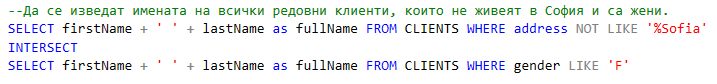 --Да се изведат имената на всички редовни клиенти, които не живеят в София и са жени.
SELECT firstName + ' ' + lastName as fullName FROM CLIENTS WHERE address NOT LIKE '%Sofia'
INTERSECT
SELECT firstName + ' ' + lastName as fullName FROM CLIENTS WHERE gender LIKE 'F'